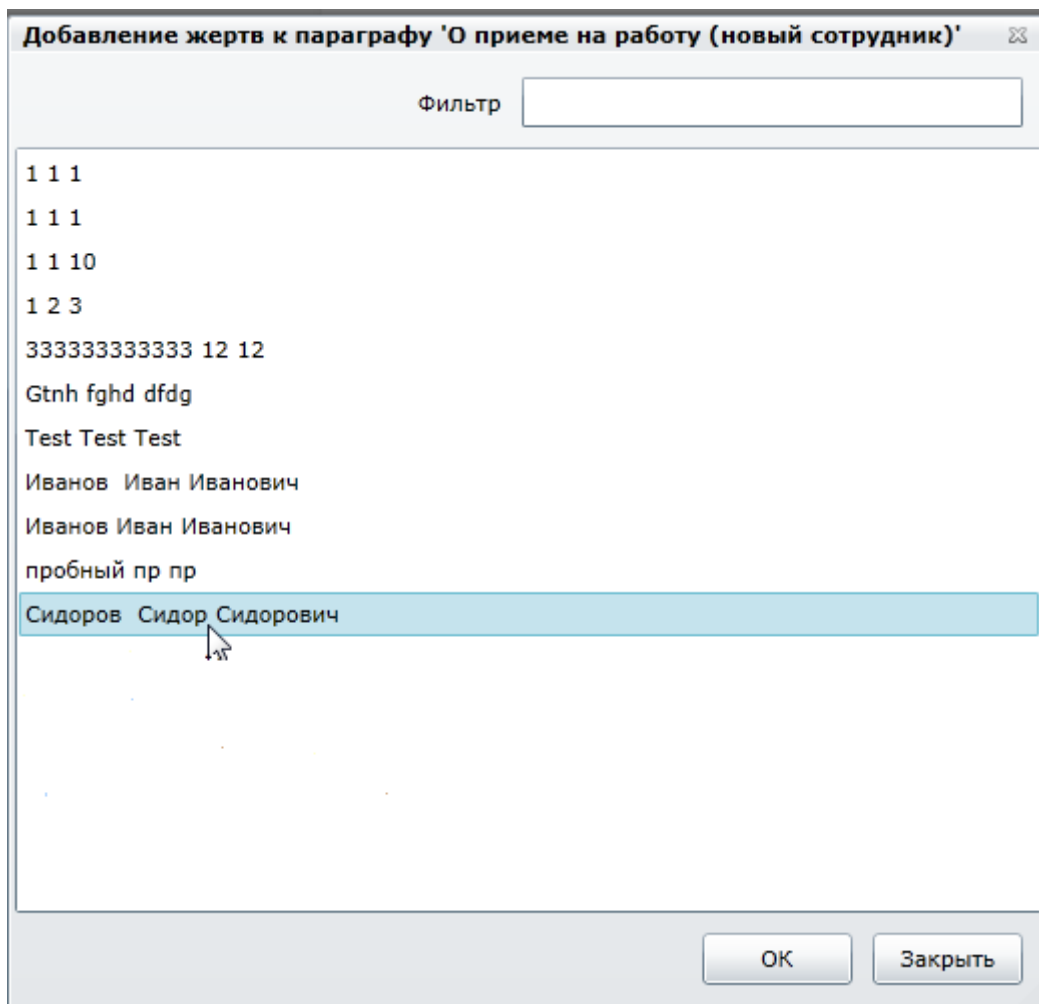 Добавление жертв к параграфу 'О приеме на работу (новый сотрудник)'
Фильтр
1 1 1
1 1 1
1 1 10
1 2 3
333333333333 12 12
Gtnh fghd dfdg
Test Test Test
Иванов  Иван Иванович
Иванов Иван Иванович
пробный пр пр
Сидоров  Сидор Сидорович
ОК Закрыть